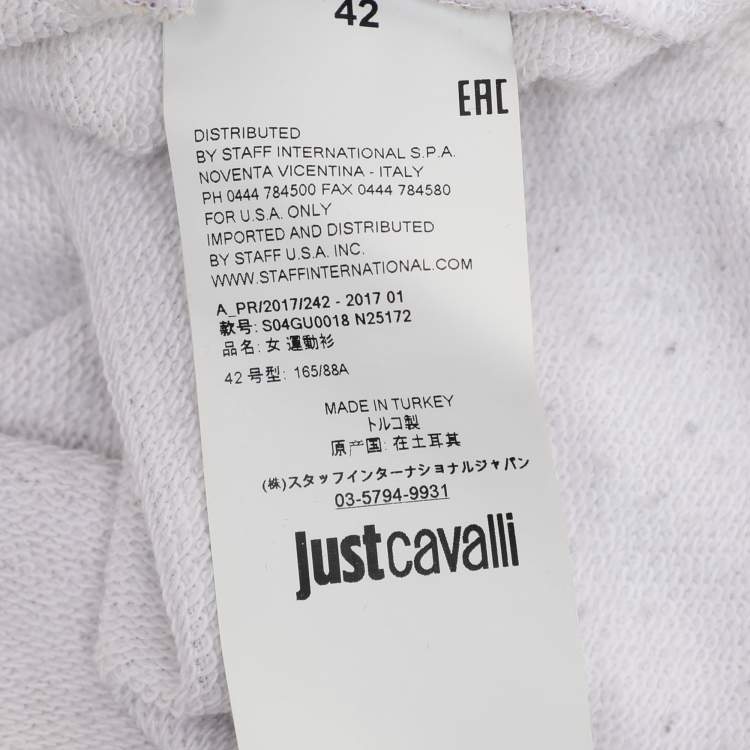 42
EAC
DISTRIBUTED
BY STAFF INTERNATIONAL S.P.A.
NOVENTA VICENTINA - ITALY
PH 0444 784500 FAX 0444 784580
FOR U.S.A. ONLY
IMPORTED AND DISTRIBUTED
BY STAFF U.S.A. INC.
WWW.STAFFINTERNATIONAL.COM
A_PR/2017/242 - 2017 01
款号: S04GU0018 N25172
品名: 女 運動衫
42 号型: 165/88A
MADE IN TURKEY
トルコ製
原产国: 在土耳其
(株)スタッフインターナショナルジャパン
03-5794-9931
justcavalli